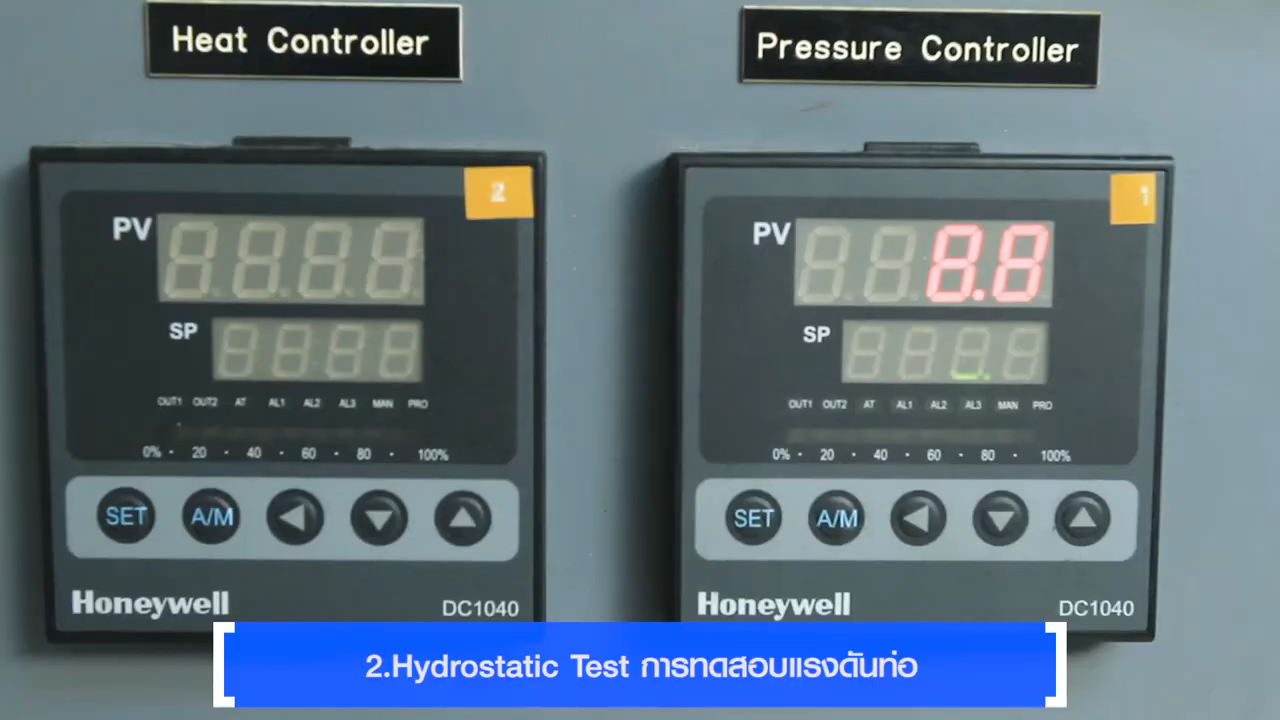 Heat Controller
Pressure Controller
2
PV
SP
OUT1 OUT2 AT AL1 AL2 AL3 MAN PRO
0% · 20 · 40 · 60 · 80 · 100%
SET A/M
Honeywell
DC1040
1
PV
8.8
SP
OUT1 OUT2 AT AL1 AL2 AL3 MAN PRO
0% · 20 · 40 · 60 · 80 · 100%
SET A/M
Honeywell
DC1040
2.Hydrostatic Test การทดสอบแรงดันท่อ